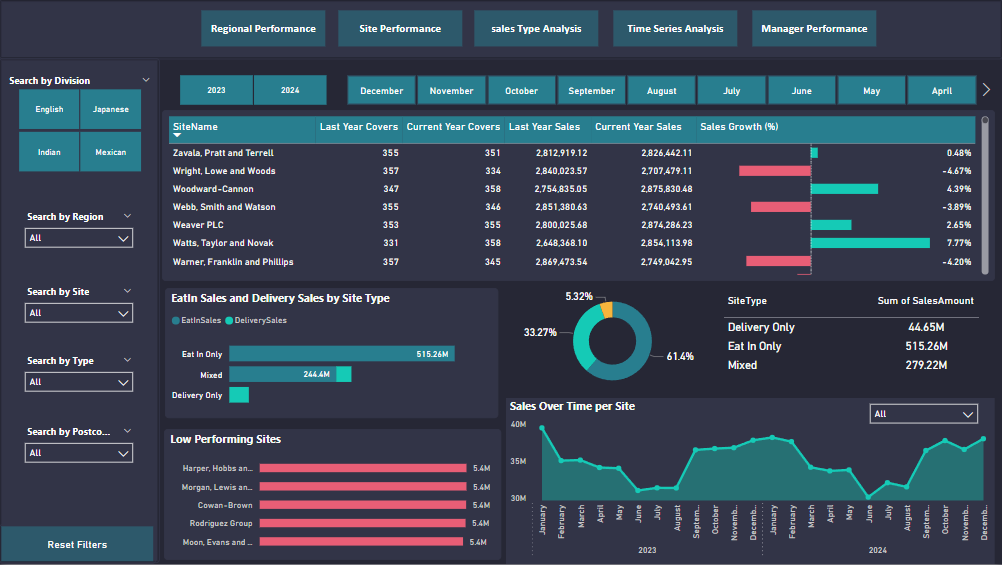 Regional Performance
Site Performance
sales Type Analysis
Time Series Analysis
Manager Performance
Search by Division
English
Japanese
Indian
Mexican
Search by Region
All
Search by Site
All
Search by Type
All
Search by Postco...
All
Reset Filters
2023
2024
December
November
October
September
August
July
June
May
April
SiteName Last Year Covers Current Year Covers Last Year Sales Current Year Sales Sales Growth (%)
Zavala, Pratt and Terrell 355 351 2,812,919.12 2,826,442.11 0.48%
Wright, Lowe and Woods 357 334 2,840,023.57 2,707,479.11 -4.67%
Woodward-Cannon 347 358 2,754,835.05 2,875,830.48 4.39%
Webb, Smith and Watson 355 346 2,851,380.63 2,740,493.61 -3.89%
Weaver PLC 353 355 2,800,025.68 2,874,286.23 2.65%
Watts, Taylor and Novak 331 358 2,648,368.10 2,854,113.98 7.77%
Warner, Franklin and Phillips 357 345 2,869,473.54 2,749,042.95 -4.20%
EatIn Sales and Delivery Sales by Site Type
EatInSales DeliverySales
Eat In Only 515.26M
Mixed 244.4M
Delivery Only
5.32%
33.27%
61.4%
SiteType Sum of SalesAmount
Delivery Only 44.65M
Eat In Only 515.26M
Mixed 279.22M
Low Performing Sites
Harper, Hobbs an... 5.4M
Morgan, Lewis an... 5.4M
Cowan-Brown 5.4M
Rodriguez Group 5.4M
Moon, Evans and ... 5.4M
Sales Over Time per Site
All
40M
35M
30M
January
February
March
April
May
June
July
August
Septem...
October
Novemb...
Decemb...
January
February
March
April
May
June
July
August
Septem...
October
Novemb...
Decemb...
2023
2024